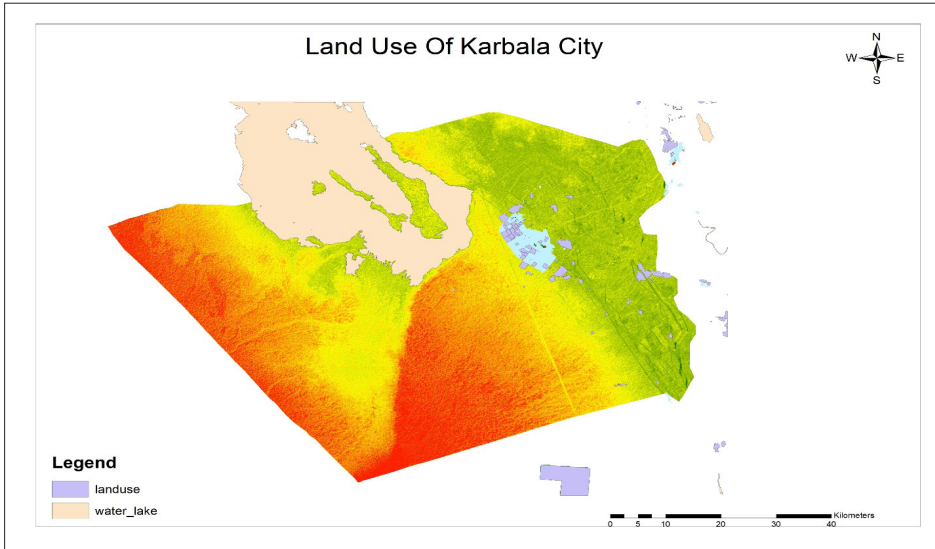 Land Use Of Karbala City
N
W E
S
Legend
landuse
water_lake
Kilometers
0 5 10 20 30 40